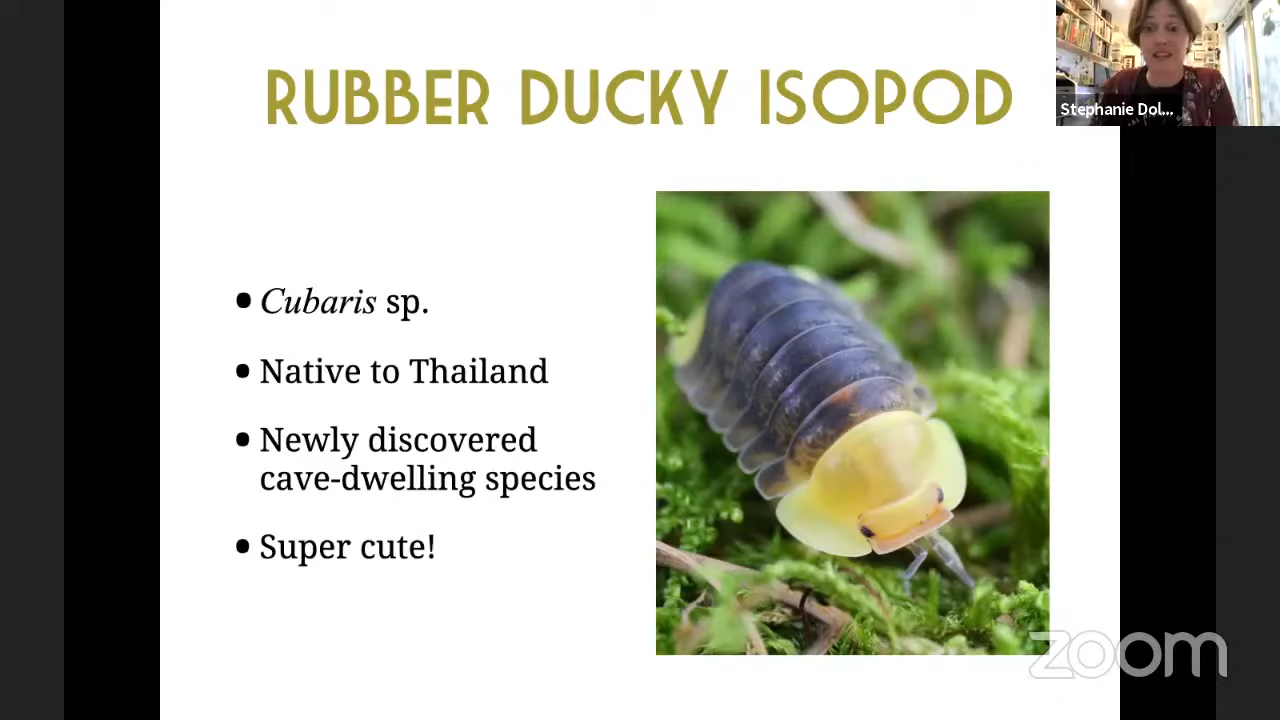 RUBBER DUCKY ISOPOD
Stephanie Dol...
• Cubaris sp.
• Native to Thailand
• Newly discovered
cave-dwelling species
• Super cute!
zoom